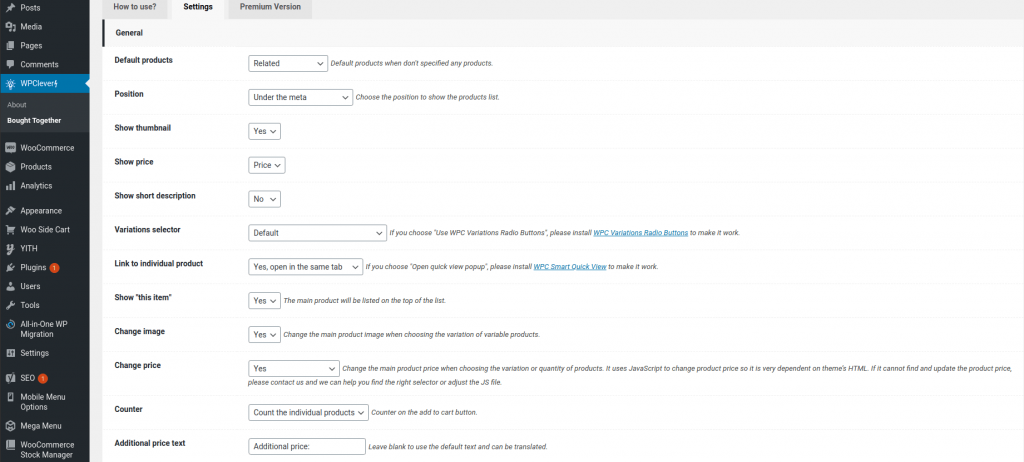 Posts
Media
Pages
Comments
WPClever
About
Bought Together
WooCommerce
Products
Analytics
Appearance
Woo Side Cart
YITH
Plugins 1
Users
Tools
All-in-One WP
Migration
Settings
SEO 1
Mobile Menu
Options
Mega Menu
WooCommerce
Stock Manager
How to use? Settings Premium Version
General
Default products Related Default products when don't specified any products.
Position Under the meta Choose the position to show the products list.
Show thumbnail Yes
Show price Price
Show short description No
Variations selector Default If you choose "Use WPC Variations Radio Buttons", please install WPC Variations Radio Buttons to make it work.
Link to individual product Yes, open in the same tab If you choose "Open quick view popup", please install WPC Smart Quick View to make it work.
Show "this item" Yes The main product will be listed on the top of the list.
Change image Yes Change the main product image when choosing the variation of variable products.
Change price Yes Change the main product price when choosing the variation or quantity of products. It uses JavaScript to change product price so it is very dependent on theme's HTML. If it cannot find and update the product price,
please contact us and we can help you find the right selector or adjust the JS file.
Counter Count the individual products Counter on the add to cart button.
Additional price text Additional price: Leave blank to use the default text and can be translated.